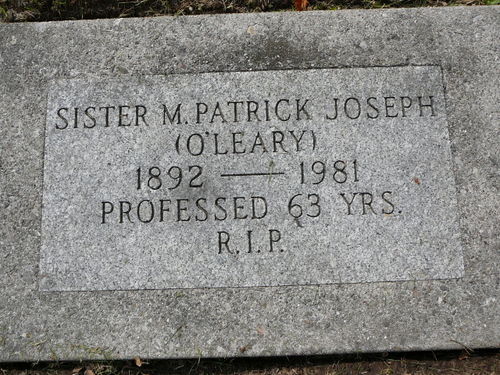 SISTER M. PATRICK JOSEPH
(O'LEARY)
1892 — 1981
PROFESSED 63 YRS.
R.I.P.